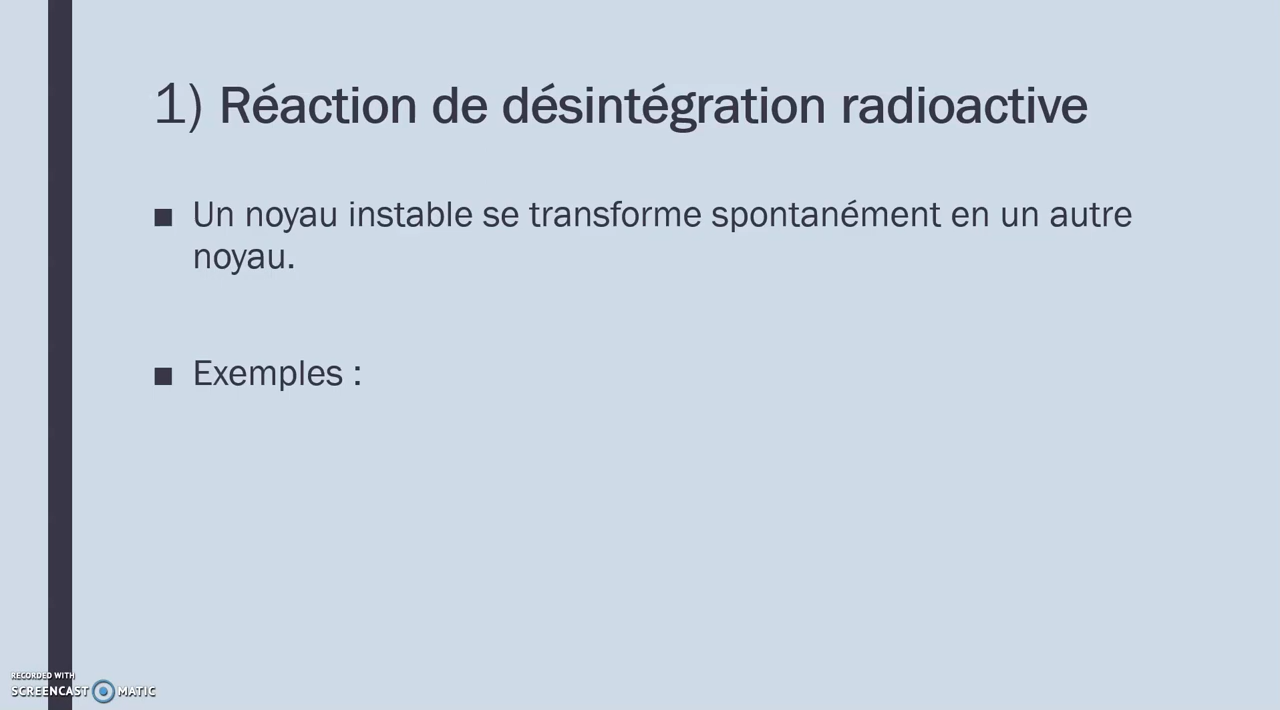 1) Réaction de désintégration radioactive
■ Un noyau instable se transforme spontanément en un autre
noyau.
■ Exemples :
RECORDED WITH
SCREENCAST MATIC